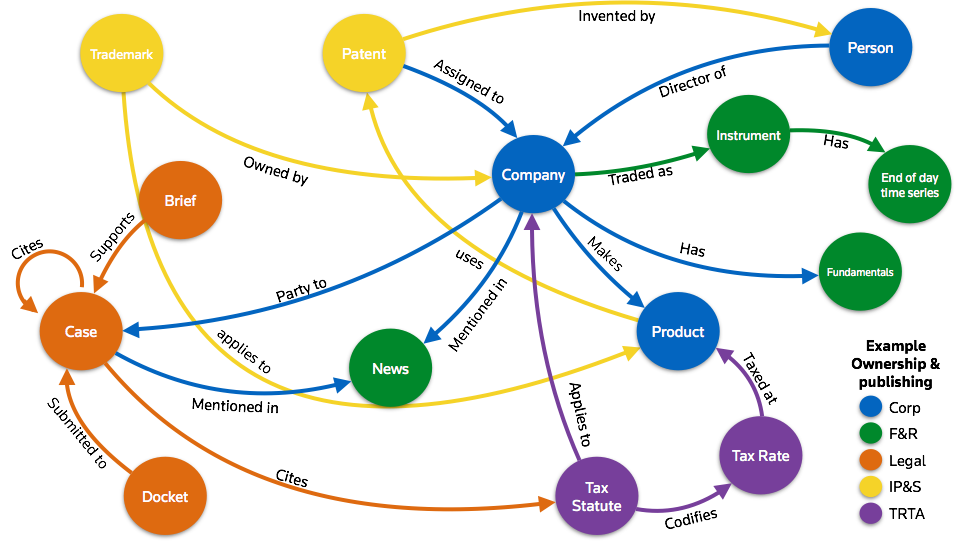 Invented by
Trademark
Patent
Person
Assigned to
Director of
Instrument
Has
Owned by
Company
Traded as
End of day
time series
Brief
Supports
Cites
uses
Makes
Has
Fundamentals
Party to
Mentioned in
Case
Product
applies to
News
Mentioned in
Taxed at
Submitted to
Applies to
Cites
Tax Rate
Docket
Tax
Statute
Codifies
Example
Ownership &
publishing
Corp
F&R
Legal
IP&S
TRTA